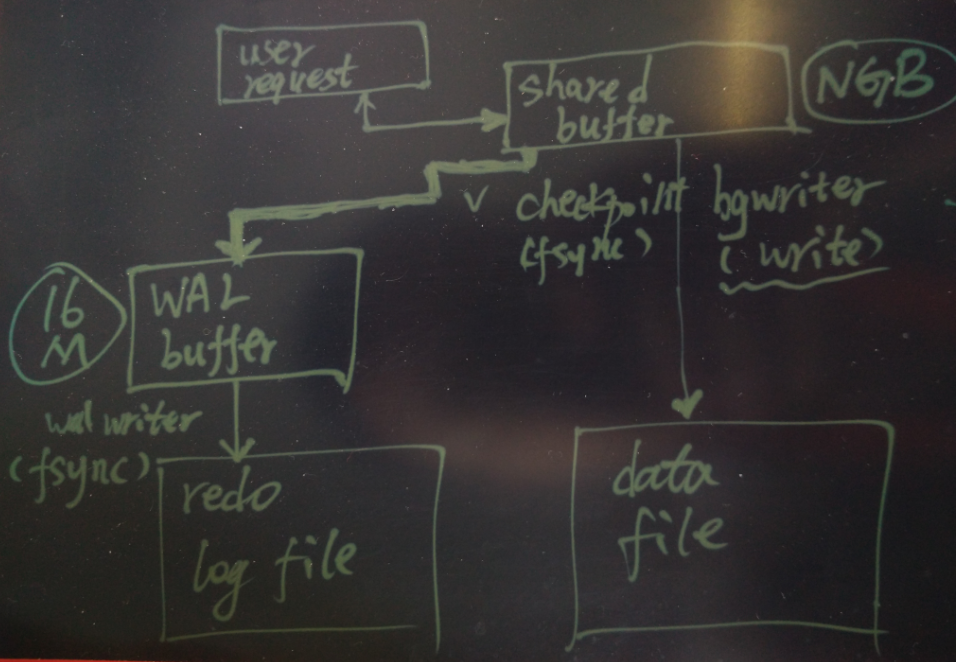 user
request
shared
buffer
NGB
v checkpoint bgwriter
(fsync) (write)
16
M
WAL
buffer
wal writer
(fsync)
redo
log file
data
file